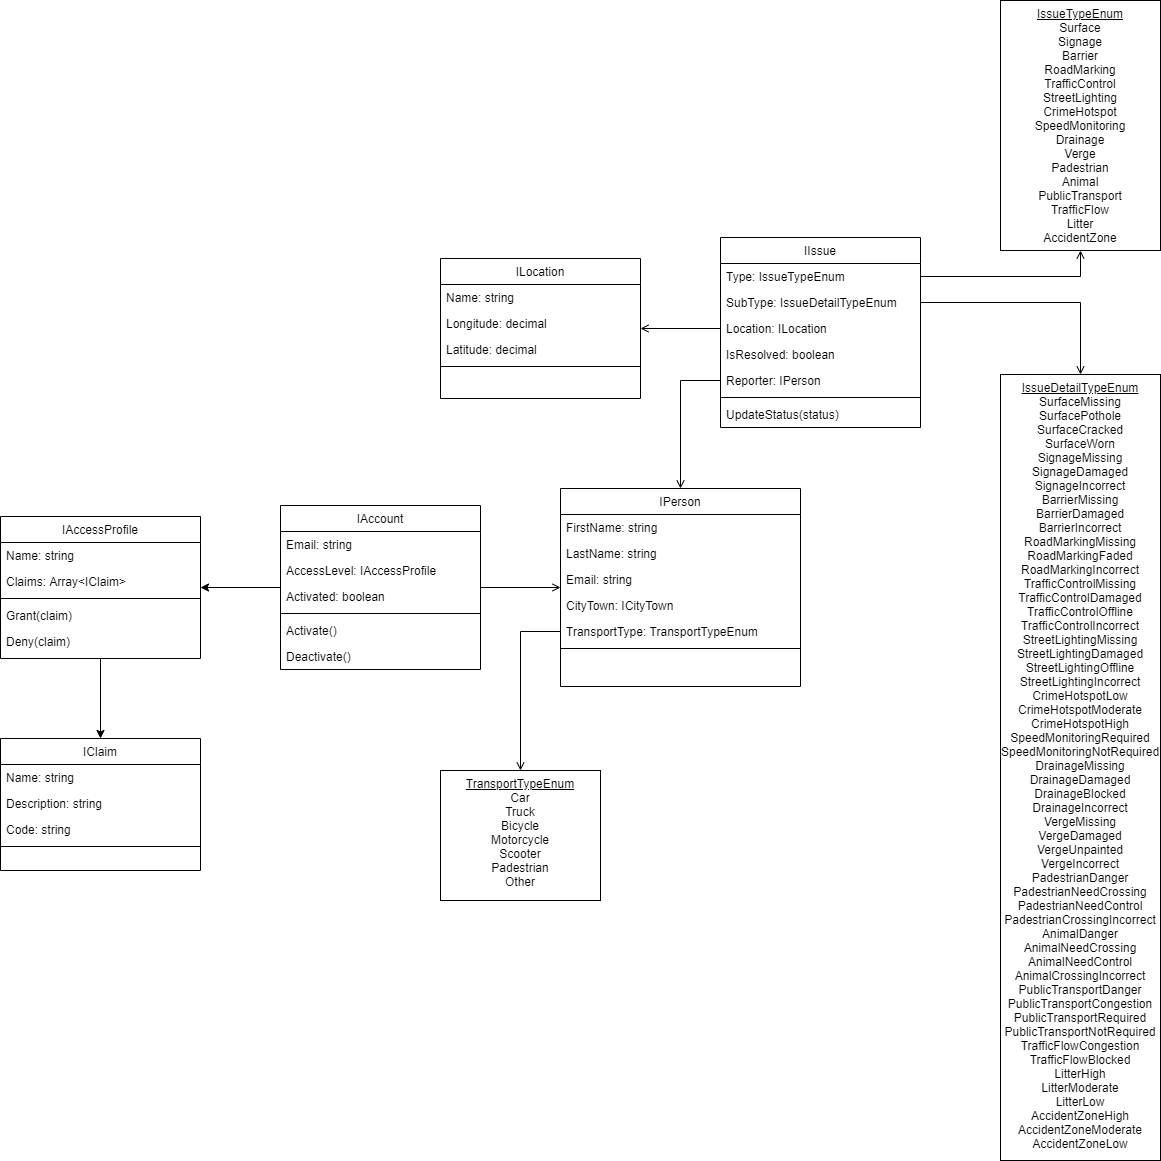 IssueTypeEnum
Surface
Signage
Barrier
RoadMarking
TrafficControl
StreetLighting
CrimeHotspot
SpeedMonitoring
Drainage
Verge
Padestrian
Animal
PublicTransport
TrafficFlow
Litter
AccidentZone
IIssue
Type: IssueTypeEnum
SubType: IssueDetailTypeEnum
Location: ILocation
IsResolved: boolean
Reporter: IPerson
UpdateStatus(status)
ILocation
Name: string
Longitude: decimal
Latitude: decimal
IssueDetailTypeEnum
SurfaceMissing
SurfacePothole
SurfaceCracked
SurfaceWorn
SignageMissing
SignageDamaged
SignageIncorrect
BarrierMissing
BarrierDamaged
BarrierIncorrect
RoadMarkingMissing
RoadMarkingFaded
RoadMarkingIncorrect
TrafficControlMissing
TrafficControlDamaged
TrafficControlOffline
TrafficControlIncorrect
StreetLightingMissing
StreetLightingDamaged
StreetLightingOffline
StreetLightingIncorrect
CrimeHotspotLow
CrimeHotspotModerate
CrimeHotspotHigh
SpeedMonitoringRequired
SpeedMonitoringNotRequired
DrainageMissing
DrainageDamaged
DrainageBlocked
DrainageIncorrect
VergeMissing
VergeDamaged
VergeUnpainted
VergeIncorrect
PadestrianDanger
PadestrianNeedCrossing
PadestrianNeedControl
PadestrianCrossingIncorrect
AnimalDanger
AnimalNeedCrossing
AnimalNeedControl
AnimalCrossingIncorrect
PublicTransportDanger
PublicTransportCongestion
PublicTransportRequired
PublicTransportNotRequired
TrafficFlowCongestion
TrafficFlowBlocked
LitterHigh
LitterModerate
LitterLow
AccidentZoneHigh
AccidentZoneModerate
AccidentZoneLow
IPerson
FirstName: string
LastName: string
Email: string
CityTown: ICityTown
TransportType: TransportTypeEnum
IAccount
Email: string
AccessLevel: IAccessProfile
Activated: boolean
Activate()
Deactivate()
IAccessProfile
Name: string
Claims: Array<IClaim>
Grant(claim)
Deny(claim)
IClaim
Name: string
Description: string
Code: string
TransportTypeEnum
Car
Truck
Bicycle
Motorcycle
Scooter
Padestrian
Other